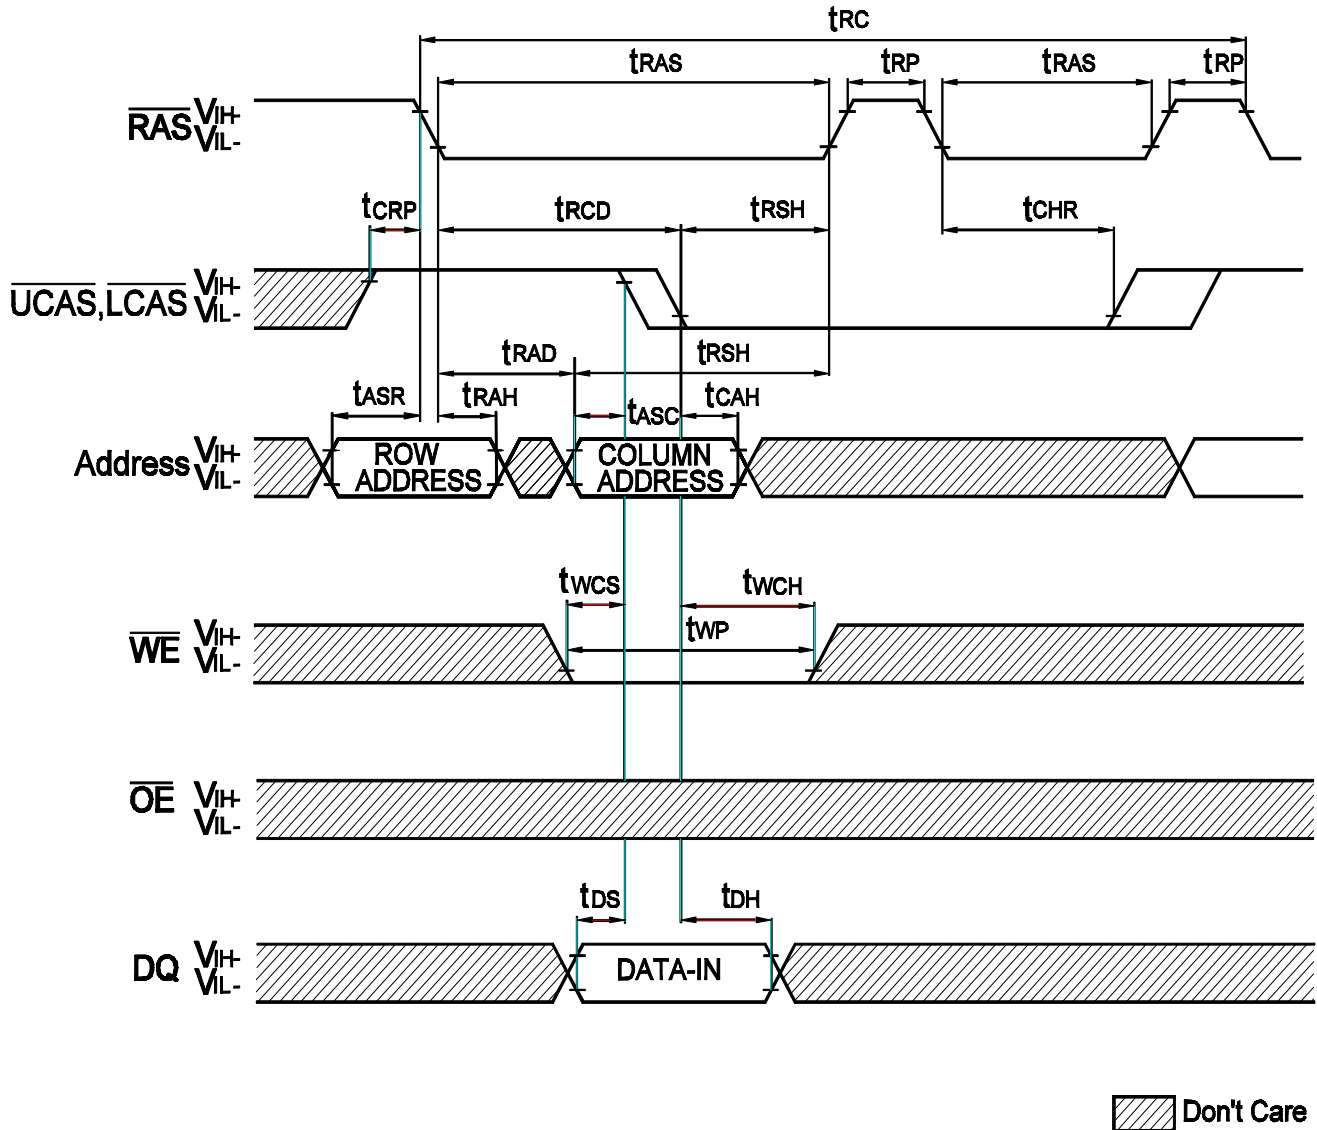 tRC
tRAS tRP tRAS tRP
RAS VIH-
VIL-
tCRP tRCD tRSH tCHR
UCAS,LCAS VIH-
VIL-
tRAD tRSH
tASR tRAH tASC tCAH
Address VIH-
VIL-
ROW
ADDRESS
COLUMN
ADDRESS
tWCS tWCH
tWP
WE VIH-
VIL-
OE VIH-
VIL-
tDS tDH
DQ VIH-
VIL-
DATA-IN
Don't Care